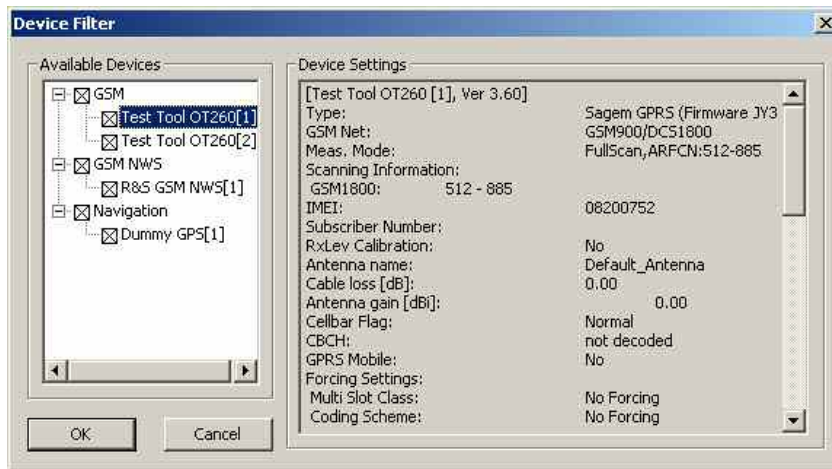 Device Filter
Available Devices
GSM
Test Tool OT260[1]
Test Tool OT260[2]
GSM NWS
R&S GSM NWS[1]
Navigation
Dummy GPS[1]
OK
Cancel
Device Settings
[Test Tool OT260 [1], Ver 3.60]
Type: Sagem GPRS (Firmware JY3
GSM Net: GSM900/DCS1800
Meas. Mode: FullScan,ARFCN:512-885
Scanning Information:
GSM1800: 512 - 885
IMEI: 08200752
Subscriber Number:
RxLev Calibration: No
Antenna name: Default_Antenna
Cable loss [dB]: 0.00
Antenna gain [dBi]: 0.00
Cellbar Flag: Normal
CBCH: not decoded
GPRS Mobile: No
Forcing Settings:
Multi Slot Class: No Forcing
Coding Scheme: No Forcing